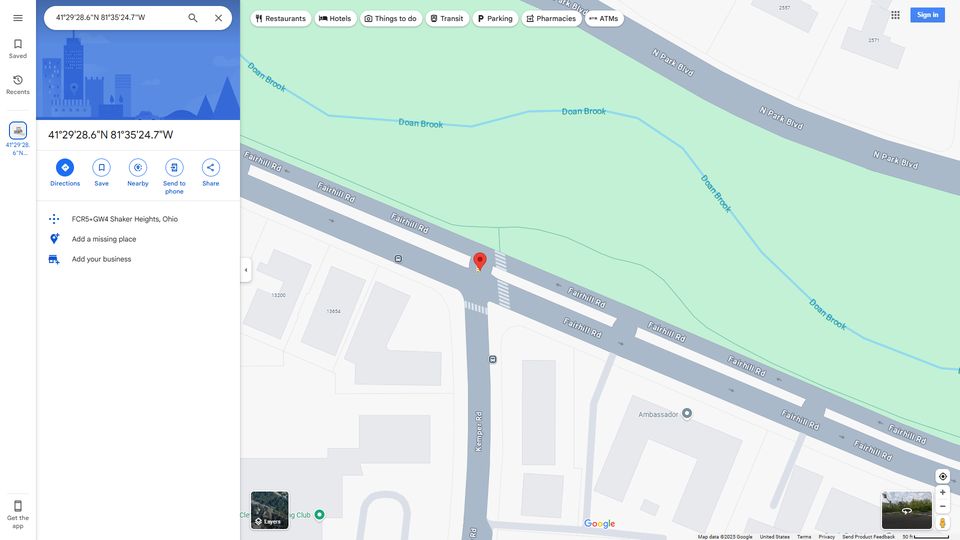 41°29'28.6"N 81°35'24.7"W
Restaurants
Hotels
Things to do
Transit
Parking
Pharmacies
ATMs
Sign in
Saved
Recents
41°29'28.
6"N...
41°29'28.6"N 81°35'24.7"W
Directions
Save
Nearby
Send to
phone
Share
FCR5+GW4 Shaker Heights, Ohio
Add a missing place
Add your business
Get the
app
2587
2571
N Park Blvd
N Park Blvd
N Park Blvd
Doan Brook
Doan Brook
Doan Brook
Doan Brook
Doan Brook
Fairhill Rd
Fairhill Rd
Fairhill Rd
Fairhill Rd
Fairhill Rd
Fairhill Rd
Fairhill Rd
Fairhill Rd
Fairhill Rd
Fairhill Rd
13200
13654
Kemper Rd
Rd
Ambassador
Cle
g Club
Layers
Google
Map data ©2025 Google
United States
Terms
Privacy
Send Product Feedback
50 ft